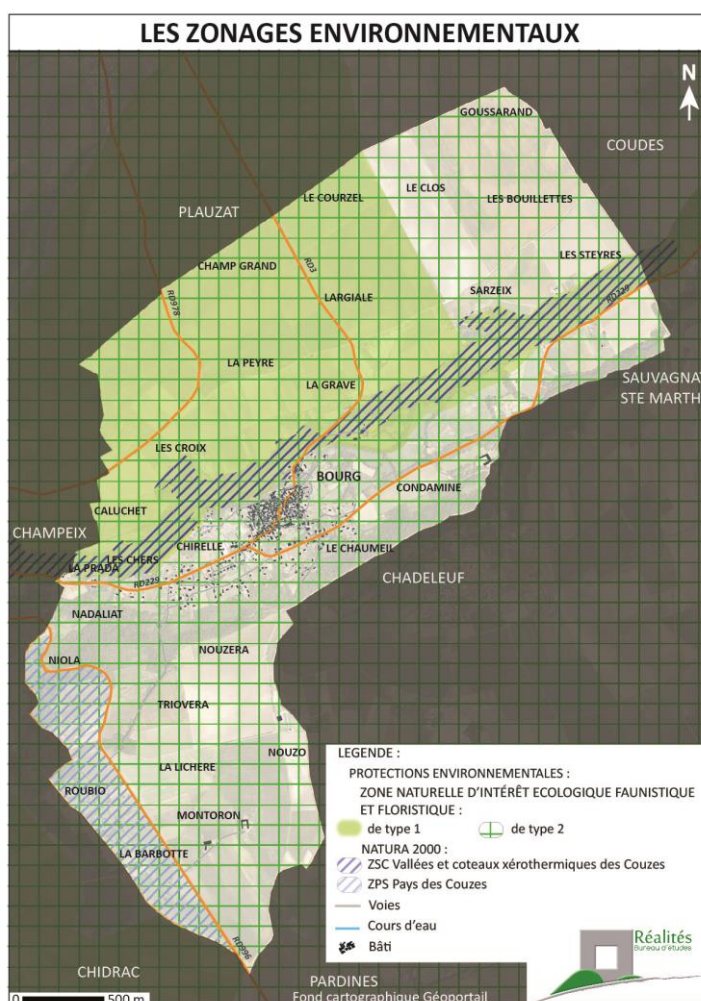 LES ZONAGES ENVIRONNEMENTAUX
N
GOUSSARAND
COUDES
LE CLOS
LE COURZEL
LES BOUILLETTES
PLAUZAT
LES STEYRES
CHAMP GRAND
RD3
RD978
LARGIALE
SARZEIX
RD229
LA PEYRE
SAUVAGNAT
STE MARTH
LA GRAVE
LES CROIX
BOURG
CONDAMINE
CALUCHET
CHAMPEIX
CHIRELLE
LE CHAUMEIL
LES CHERS
LA PRADA
RD229
CHADELEUF
NADALIAT
NOUZERA
NIOLA
TRIOVERA
NOUZO
LA LICHERE
ROUBIO
MONTORON
LA BARBOTTE
RD996
CHIDRAC
PARDINES
LEGENDE :
PROTECTIONS ENVIRONNEMENTALES :
ZONE NATURELLE D'INTÉRÊT ECOLOGIQUE FAUNISTIQUE
ET FLORISTIQUE :
de type 1
de type 2
NATURA 2000 :
ZSC Vallées et coteaux xérothermiques des Couzes
ZPS Pays des Couzes
Voies
Cours d'eau
Bâti
Réalités
Bureau d'études
0 500 m
Fond cartographique Géoportail